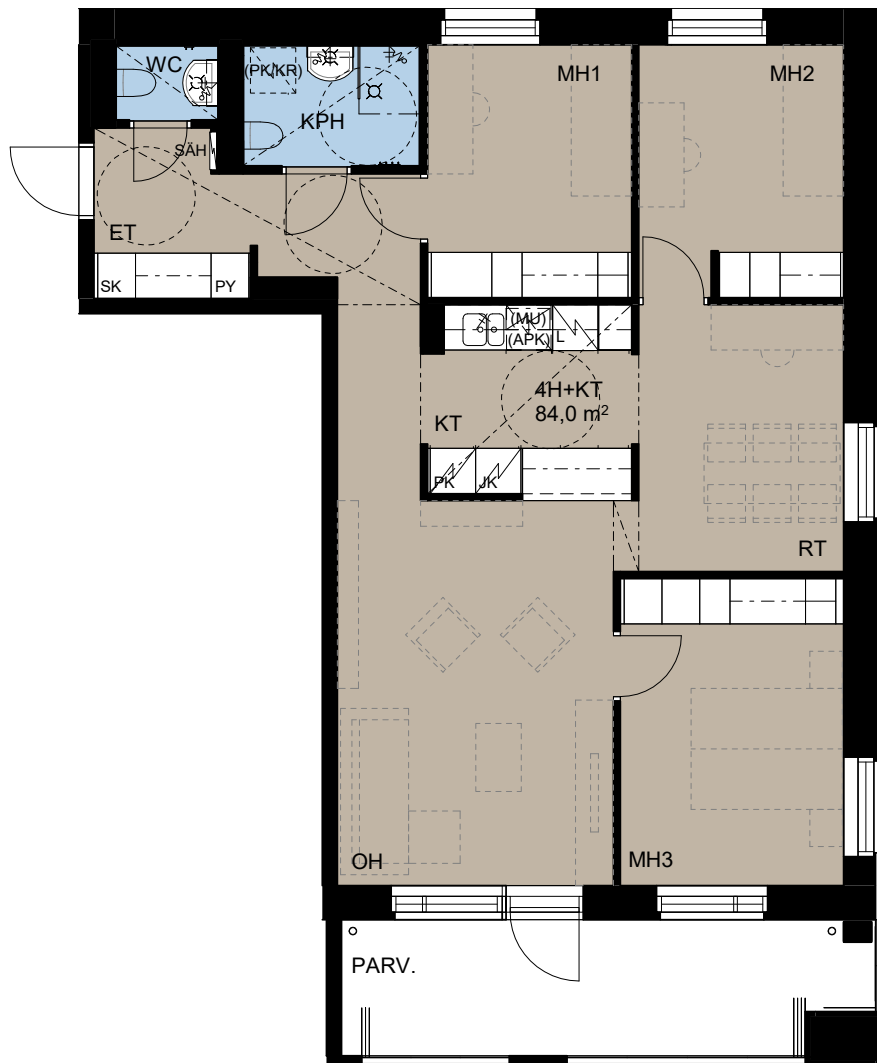 WC
(PK/KR)
MH1
MH2
KPH
SÄH
ET
SK
PY
(MU)
(APK)
L
4H+KT
84,0 m²
KT
PK
JK
RT
OH
MH3
PARV.